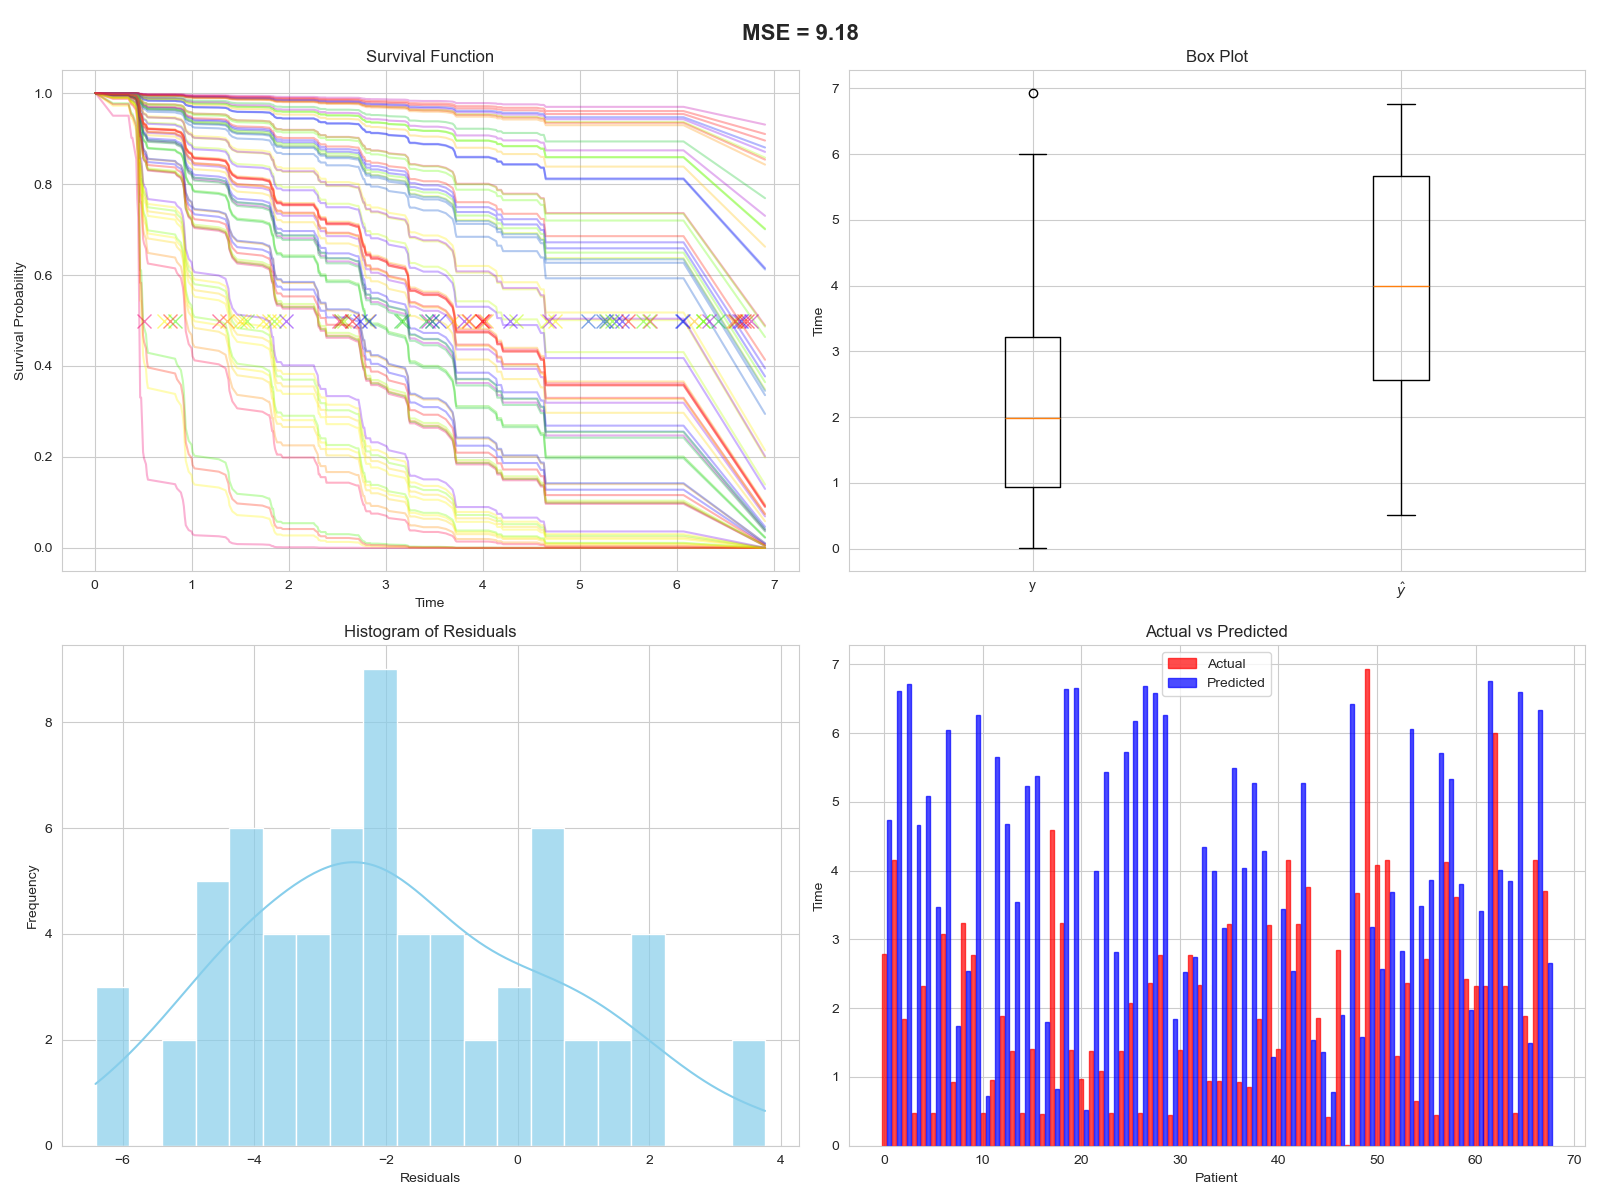 MSE = 9.18
Survival Function
Survival Probability
1.0
0.8
0.6
0.4
0.2
0.0
0 1 2 3 4 5 6 7
Time
Box Plot
Time
7
6
5
4
3
2
1
0
y ŷ
Histogram of Residuals
Frequency
8
6
4
2
0
−6 −4 −2 0 2 4
Residuals
Actual vs Predicted
Actual
Predicted
Time
7
6
5
4
3
2
1
0
0 10 20 30 40 50 60 70
Patient